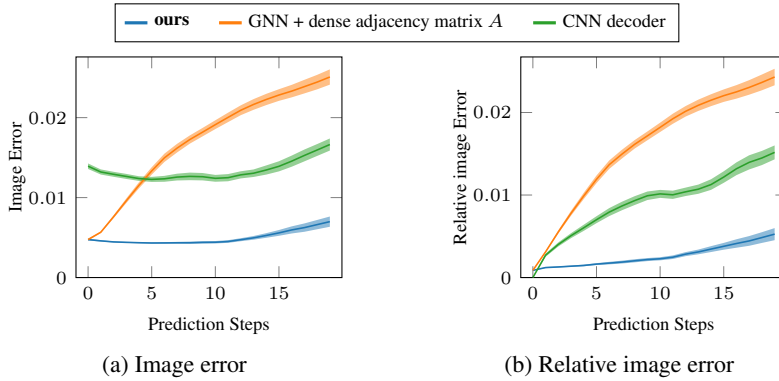 ours GNN + dense adjacency matrix A CNN decoder
0.02
0.01
0
Image Error
0 5 10 15
Prediction Steps
(a) Image error
0.02
0.01
0
Relative image Error
0 5 10 15
Prediction Steps
(b) Relative image error